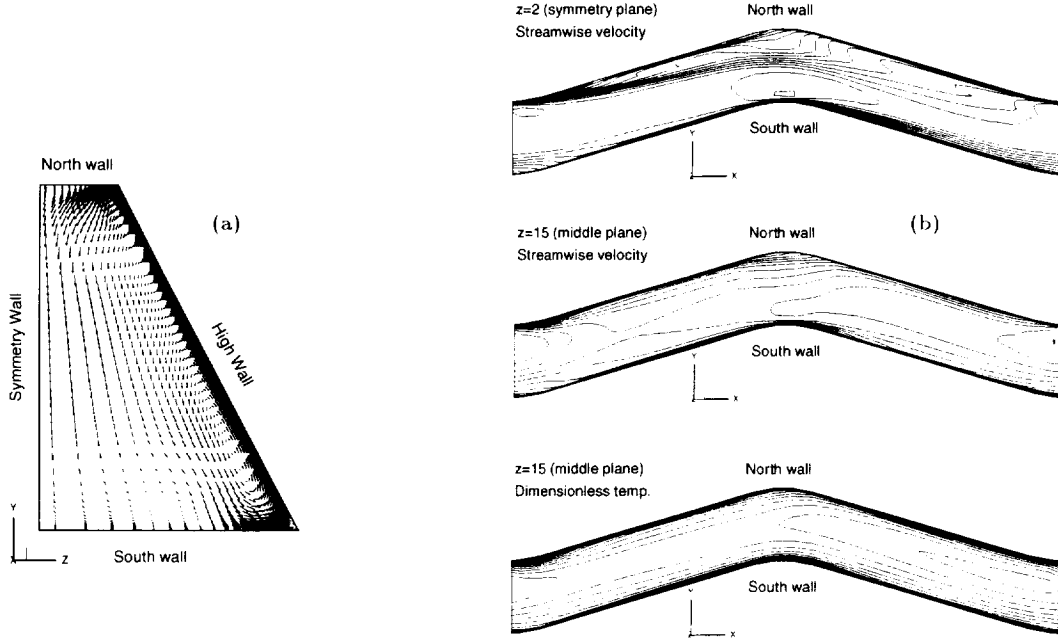 North wall
(a)
Symmetry Wall
High Wall
Y
X
Z
South wall
z=2 (symmetry plane)
Streamwise velocity
North wall
South wall
Y
X
z=15 (middle plane)
Streamwise velocity
North wall
(b)
South wall
Y
X
z=15 (middle plane)
Dimensionless temp.
North wall
South wall
Y
X